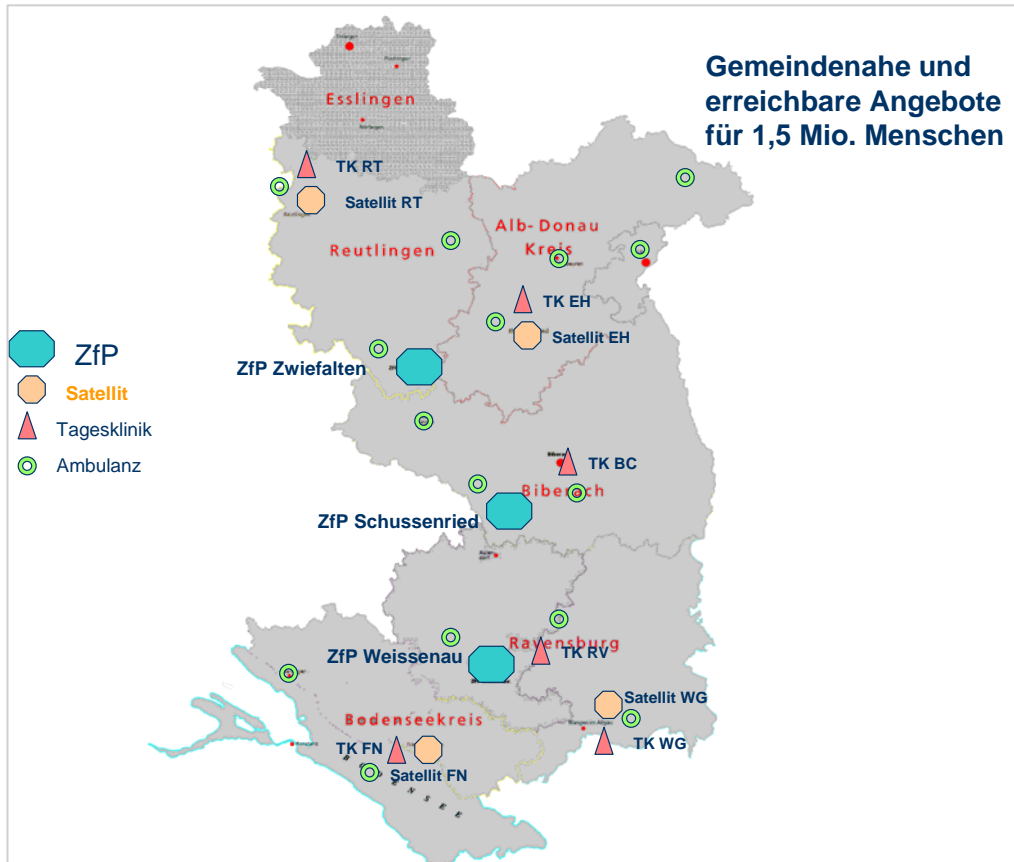 Gemeindenahe und
erreichbare Angebote
für 1,5 Mio. Menschen
Esslingen
TK RT
Satellit RT
Reutlingen
Alb-Donau
Kreis
TK EH
Satellit EH
ZfP Zwiefalten
ZfP
Satellit
Tagesklinik
Ambulanz
TK BC
Biberach
ZfP Schussenried
Ravensburg
TK RV
ZfP Weissenau
Satellit WG
TK WG
Bodenseekreis
TK FN
Satellit FN
BODENSEE